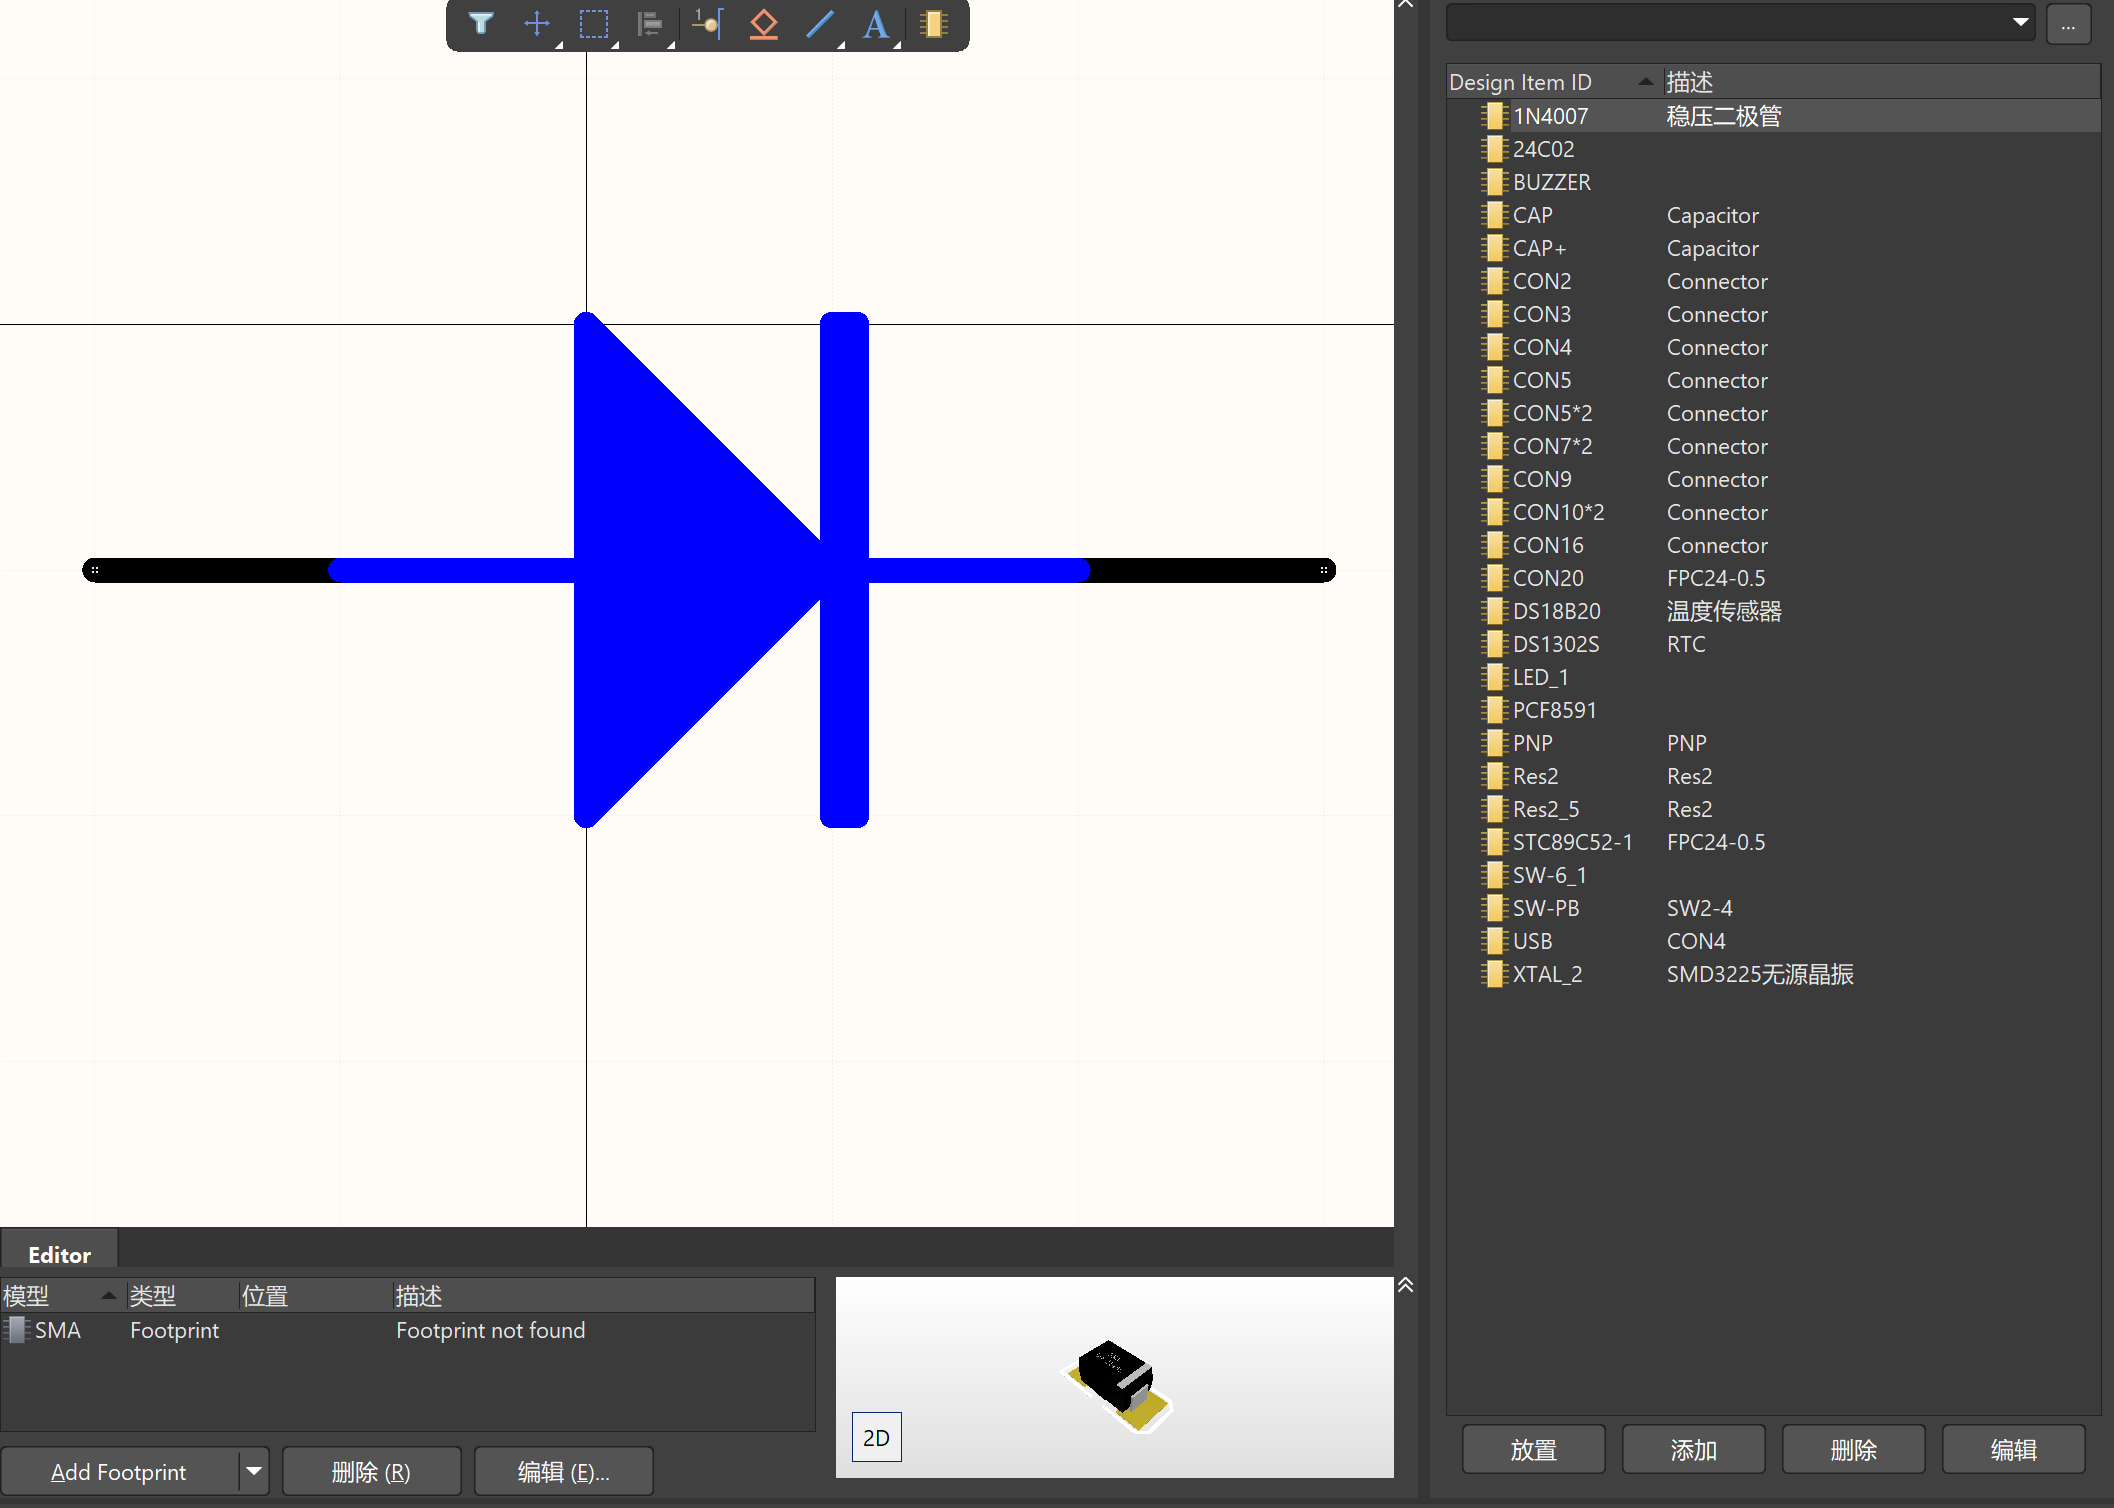 1
A
...
Design Item ID 描述
1N4007 稳压二极管
24C02
BUZZER
CAP Capacitor
CAP+ Capacitor
CON2 Connector
CON3 Connector
CON4 Connector
CON5 Connector
CON5*2 Connector
CON7*2 Connector
CON9 Connector
CON10*2 Connector
CON16 Connector
CON20 FPC24-0.5
DS18B20 温度传感器
DS1302S RTC
LED_1
PCF8591
PNP PNP
Res2 Res2
Res2_5 Res2
STC89C52-1 FPC24-0.5
SW-6_1
SW-PB SW2-4
USB CON4
XTAL_2 SMD3225无源晶振
放置 添加 删除 编辑
Editor
模型 类型 位置 描述
SMA Footprint Footprint not found
2D
Add Footprint 删除 (R) 编辑 (E)...